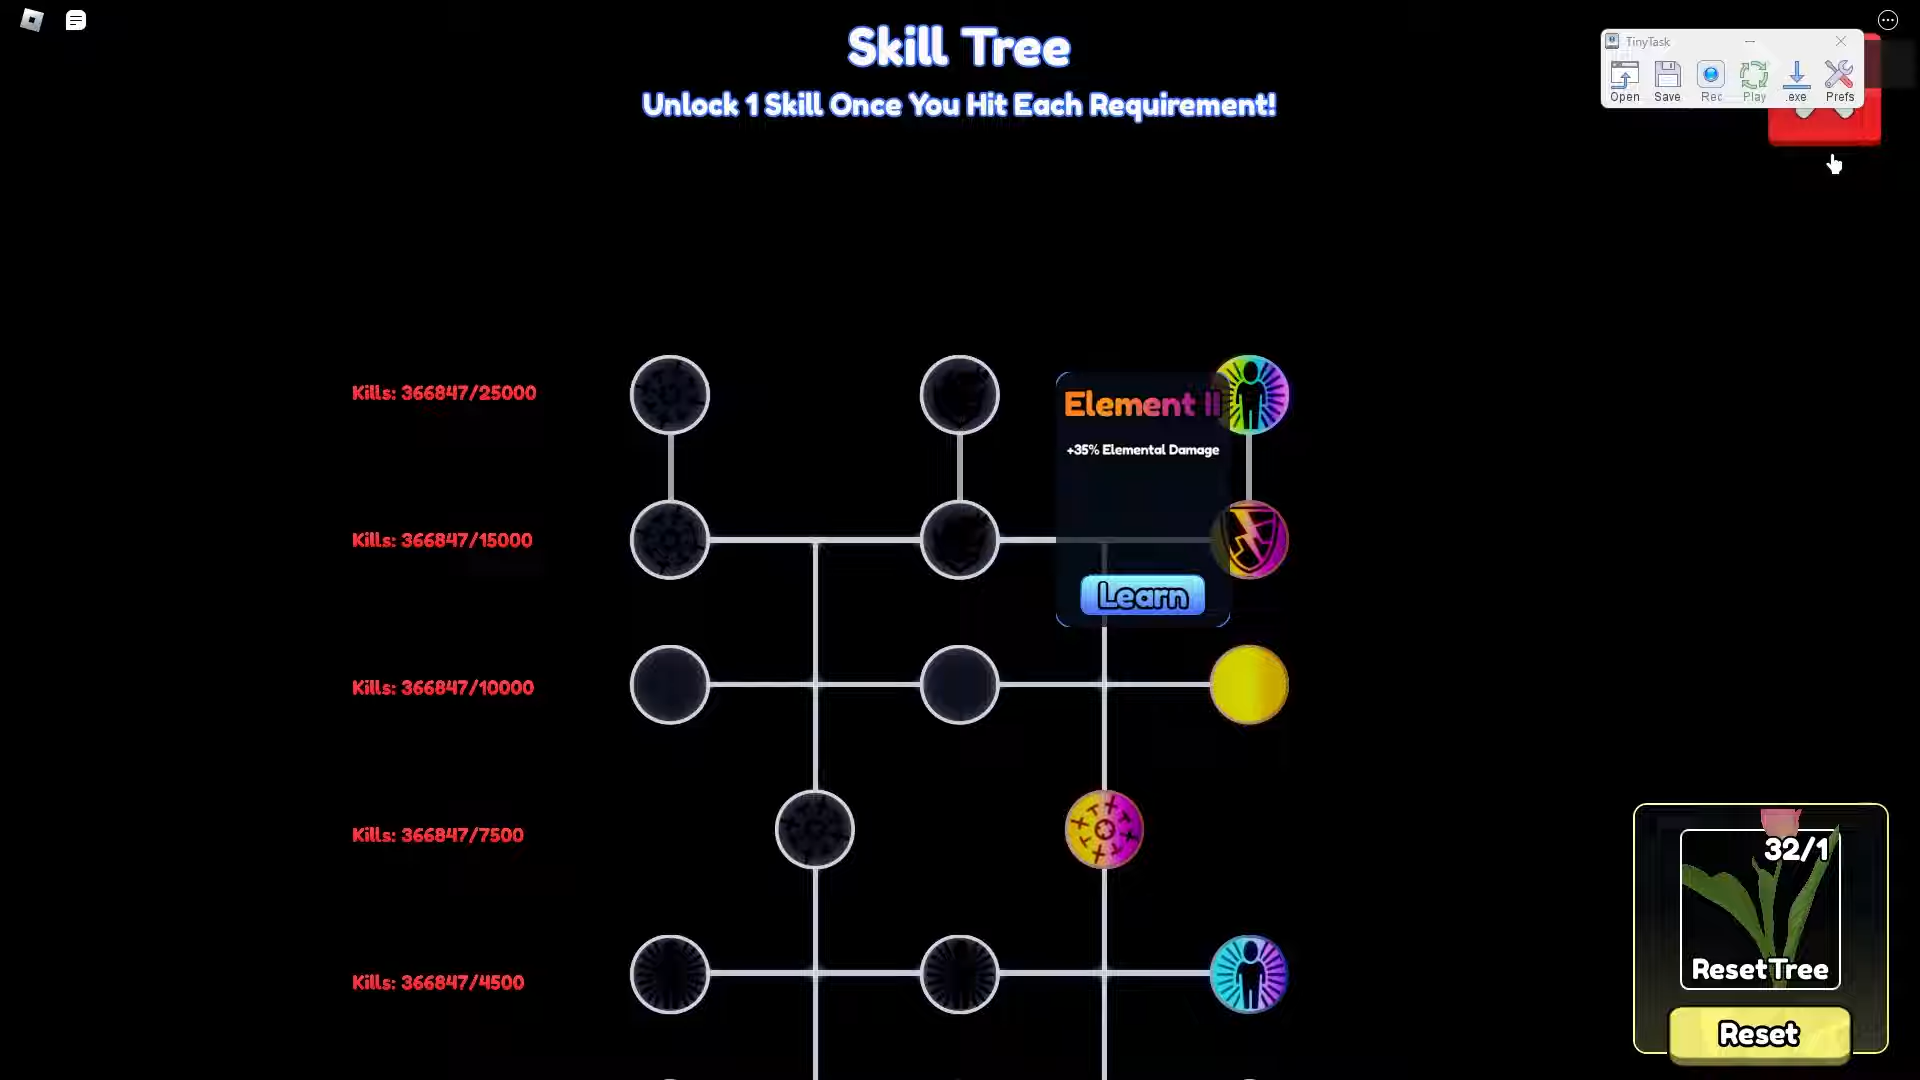 Skill Tree
Unlock 1 Skill Once You Hit Each Requirement!
TinyTask
Open Save Rec Play .exe Prefs
Kills: 366847/25000
Element II
+35% Elemental Damage
Kills: 366847/15000
Learn
Kills: 366847/10000
Kills: 366847/7500
32/1
Reset Tree
Kills: 366847/4500
Reset